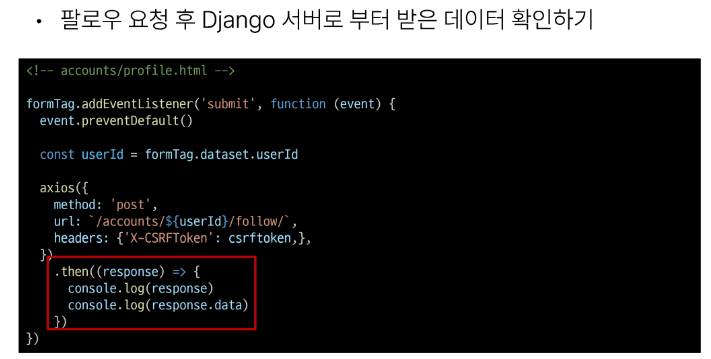 • 팔로우 요청 후 Django 서버로 부터 받은 데이터 확인하기
<!-- accounts/profile.html -->
formTag.addEventListener('submit', function (event) {
  event.preventDefault()
  const userId = formTag.dataset.userId
  axios({
    method: 'post',
    url: `/accounts/${userId}/follow/`,
    headers: {'X-CSRFToken': csrftoken,},
  })
    .then((response) => {
      console.log(response)
      console.log(response.data)
    })
})